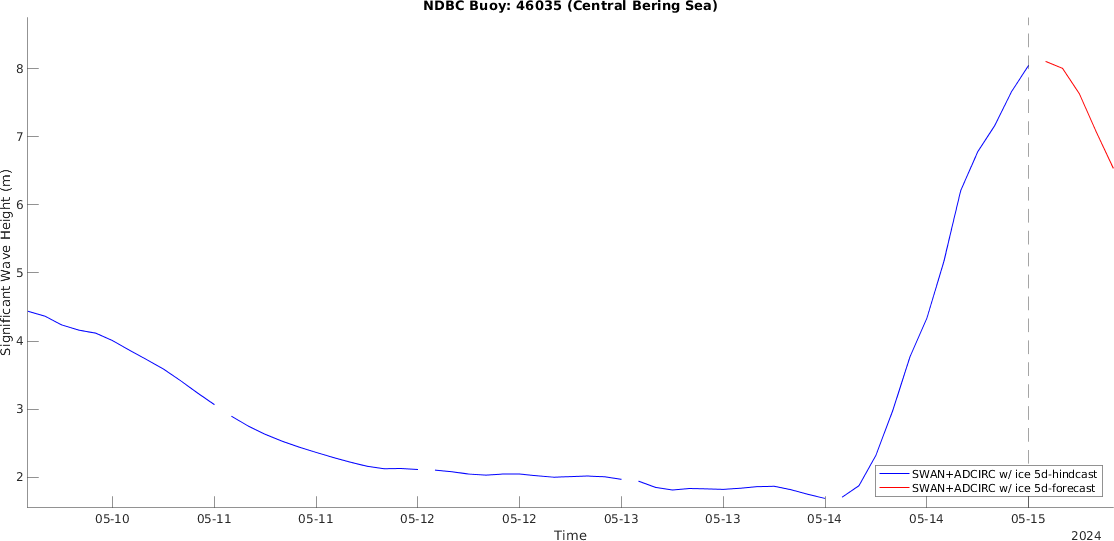 NDBC Buoy: 46035 (Central Bering Sea)
8
7
6
5
4
3
2
Significant Wave Height (m)
SWAN+ADCIRC w/ ice 5d-hindcast
SWAN+ADCIRC w/ ice 5d-forecast
05-10 05-11 05-11 05-12 05-12 05-13 05-13 05-14 05-14 05-15
Time
2024